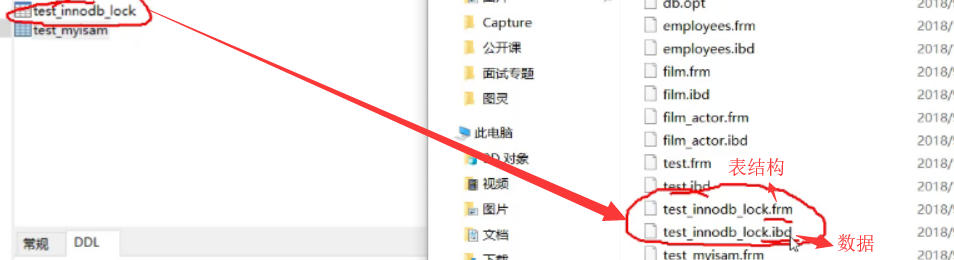 test_innodb_lock
test_myisam
常规
DDL
Capture
公开课
面试专题
图灵
此电脑
3D 对象
视频
图片
文档
下载
db.opt
2018/
employees.frm
2018/
employees.ibd
2018/
film.frm
2018/
film.ibd
2018/
film_actor.frm
2018/
film_actor.ibd
2018/
test.frm
2018/
test.ibd
2018/
test_innodb_lock.frm
2018/
test_innodb_lock.ibd
2018/
test_myisam.frm
2018/
表结构
数据